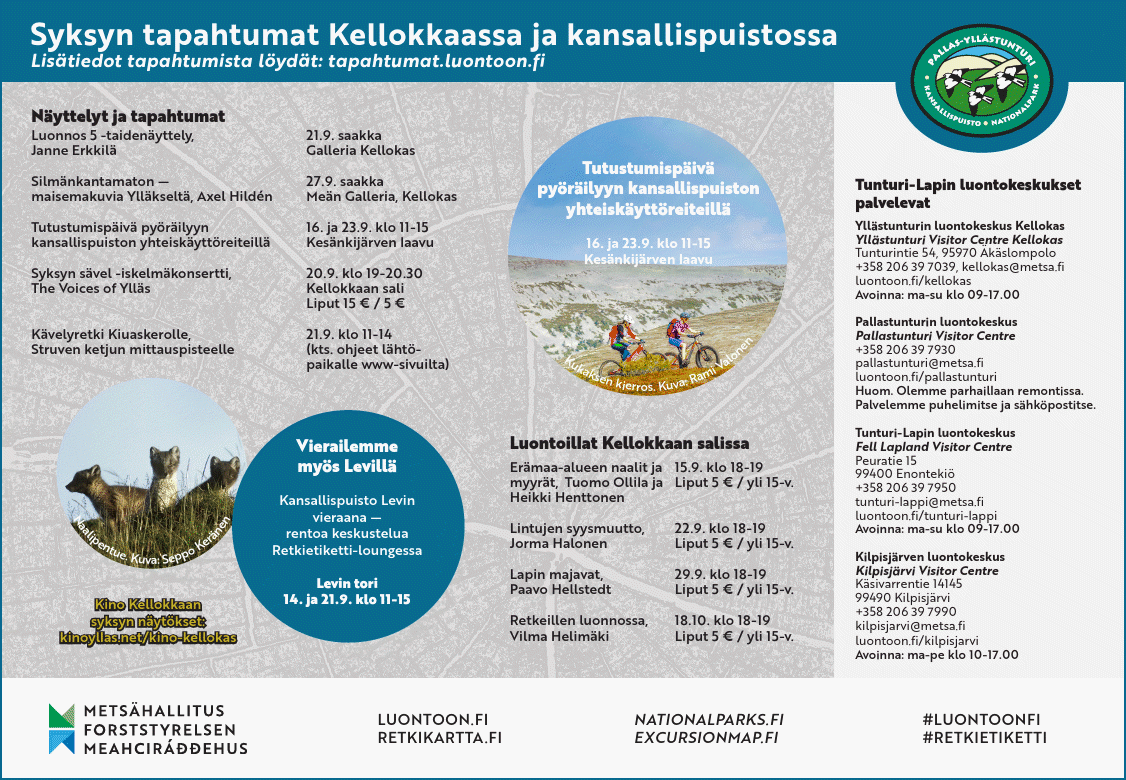 Syksyn tapahtumat Kellokkaassa ja kansallispuistossa
Lisätiedot tapahtumista löydät: tapahtumat.luontoon.fi
PALLAS-YLLÄSTUNTURI
KANSALLISPUISTO • NATIONALPARK
Näyttelyt ja tapahtumat
Luonnos 5 -taidenäyttely,
Janne Erkkilä
21.9. saakka
Galleria Kellokas
Silmänkantamaton —
maisemakuvia Ylläkseltä, Axel Hildén
27.9. saakka
Meän Galleria, Kellokas
Tutustumispäivä pyöräilyyn
kansallispuiston yhteiskäyttöreiteillä
16. ja 23.9. klo 11-15
Kesänkijärven laavu
Syksyn sävel -iskelmäkonsertti,
The Voices of Ylläs
20.9. klo 19-20.30
Kellokkaan sali
Liput 15 € / 5 €
Kävelyretki Kiuaskerolle,
Struven ketjun mittauspisteelle
21.9. klo 11-14
(kts. ohjeet lähtö-
paikalle www-sivuilta)
Naalipentue. Kuva: Seppo Keränen
Kino Kellokkaan
syksyn näytökset:
kinoyllas.net/kino-kellokas
Vierailemme
myös Levillä
Kansallispuisto Levin
vieraana —
rentoa keskustelua
Retkietiketti-loungessa
Levin tori
14. ja 21.9. klo 11-15
Tutustumispäivä
pyöräilyyn kansallispuiston
yhteiskäyttöreiteillä
16. ja 23.9. klo 11-15
Kesänkijärven laavu
Kukaksen kierros. Kuva: Rami Valonen
Luontoillat Kellokkaan salissa
Erämaa-alueen naalit ja
myyrät, Tuomo Ollila ja
Heikki Henttonen
15.9. klo 18-19
Liput 5 € / yli 15-v.
Lintujen syysmuutto,
Jorma Halonen
22.9. klo 18-19
Liput 5 € / yli 15-v.
Lapin majavat,
Paavo Hellstedt
29.9. klo 18-19
Liput 5 € / yli 15-v.
Retkeillen luonnossa,
Vilma Helimäki
18.10. klo 18-19
Liput 5 € / yli 15-v.
Tunturi-Lapin luontokeskukset
palvelevat
Yllästunturin luontokeskus Kellokas
Yllästunturi Visitor Centre Kellokas
Tunturintie 54, 95970 Äkäslompolo
+358 206 39 7039, kellokas@metsa.fi
luontoon.fi/kellokas
Avoinna: ma-su klo 09-17.00
Pallastunturin luontokeskus
Pallastunturi Visitor Centre
+358 206 39 7930
pallastunturi@metsa.fi
luontoon.fi/pallastunturi
Huom. Olemme parhaillaan remontissa.
Palvelemme puhelimitse ja sähköpostitse.
Tunturi-Lapin luontokeskus
Fell Lapland Visitor Centre
Peuratie 15
99400 Enontekiö
+358 206 39 7950
tunturi-lappi@metsa.fi
luontoon.fi/tunturi-lappi
Avoinna: ma-su klo 09-17.00
Kilpisjärven luontokeskus
Kilpisjärvi Visitor Centre
Käsivarrentie 14145
99490 Kilpisjärvi
+358 206 39 7990
kilpisjarvi@metsa.fi
luontoon.fi/kilpisjarvi
Avoinna: ma-pe klo 10-17.00
METSÄHALLITUS
FORSTSTYRELSEN
MEAHCIRÁĐĐEHUS
LUONTOON.FI
RETKIKARTTA.FI
NATIONALPARKS.FI
EXCURSIONMAP.FI
#LUONTOONFI
#RETKIETIKETTI